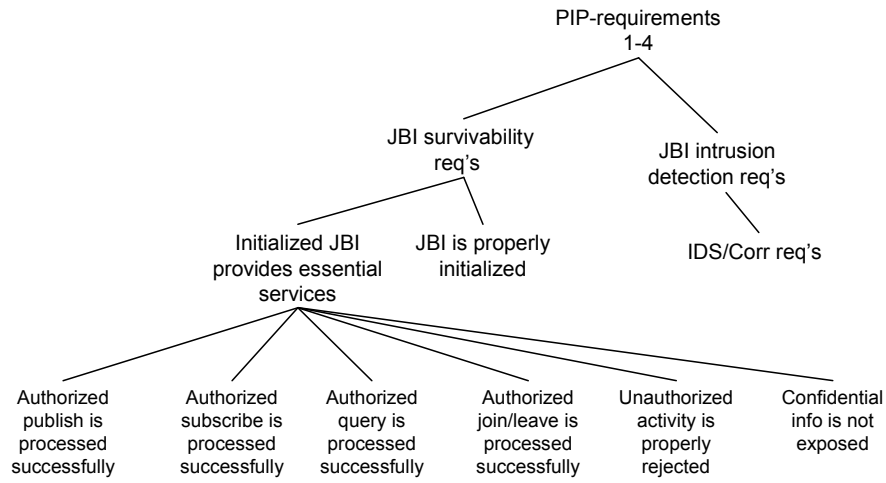 PIP-requirements
1-4
JBI survivability
req's
JBI intrusion
detection req's
Initialized JBI
provides essential
services
JBI is properly
initialized
IDS/Corr req's
Authorized
publish is
processed
successfully
Authorized
subscribe is
processed
successfully
Authorized
query is
processed
successfully
Authorized
join/leave is
processed
successfully
Unauthorized
activity is
properly
rejected
Confidential
info is not
exposed